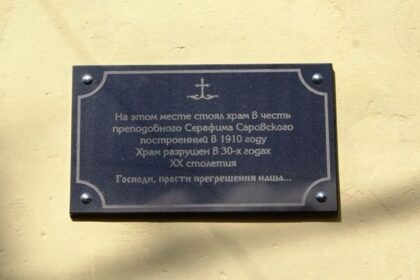 На этом месте стоял храм в честь
преподобного Серафима Саровского
построенный в 1910 году
Храм разрушен в 30-х годах
XX столетия
Господи, прости прегрешения наша...